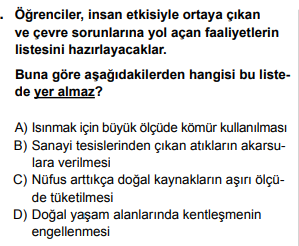 . Öğrenciler, insan etkisiyle ortaya çıkan
ve çevre sorunlarına yol açan faaliyetlerin
listesini hazırlayacaklar.
Buna göre aşağıdakilerden hangisi bu liste-
de yer almaz?
A) Isınmak için büyük ölçüde kömür kullanılması
B) Sanayi tesislerinden çıkan atıkların akarsu-
lara verilmesi
C) Nüfus arttıkça doğal kaynakların aşırı ölçü-
de tüketilmesi
D) Doğal yaşam alanlarında kentleşmenin
engellenmesi